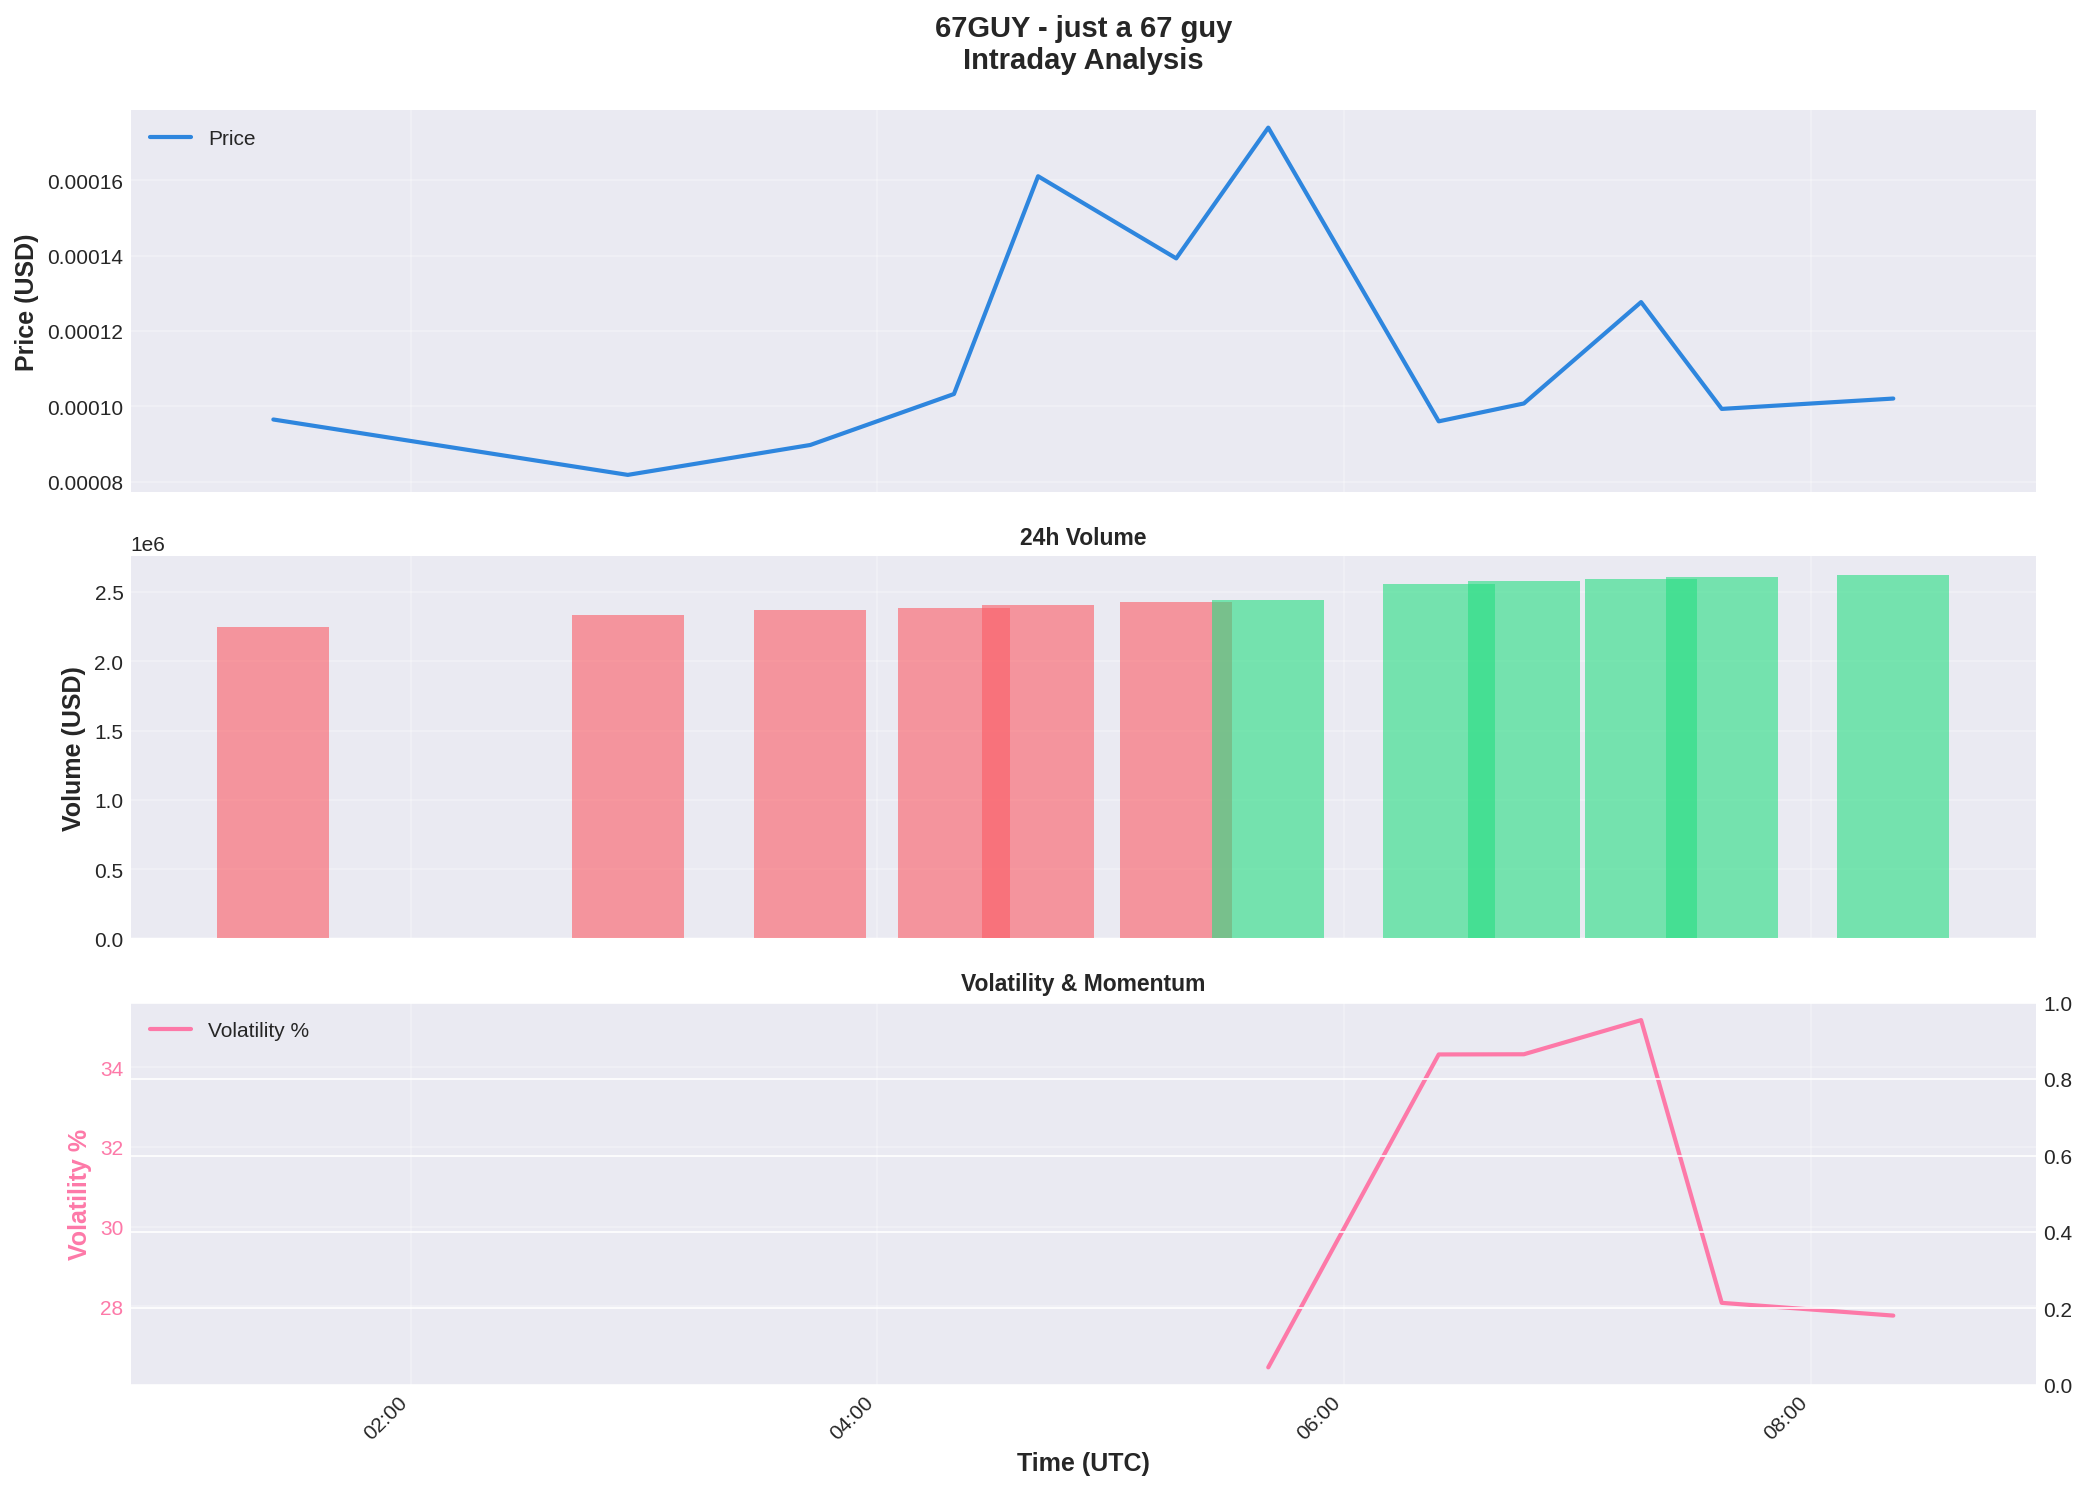 67GUY - just a 67 guy
Intraday Analysis
Price
Price (USD)
0.00016
0.00014
0.00012
0.00010
0.00008
24h Volume
1e6
Volume (USD)
2.5
2.0
1.5
1.0
0.5
0.0
Volatility & Momentum
Volatility %
Volatility %
34
32
30
28
1.0
0.8
0.6
0.4
0.2
0.0
02:00
04:00
06:00
08:00
Time (UTC)